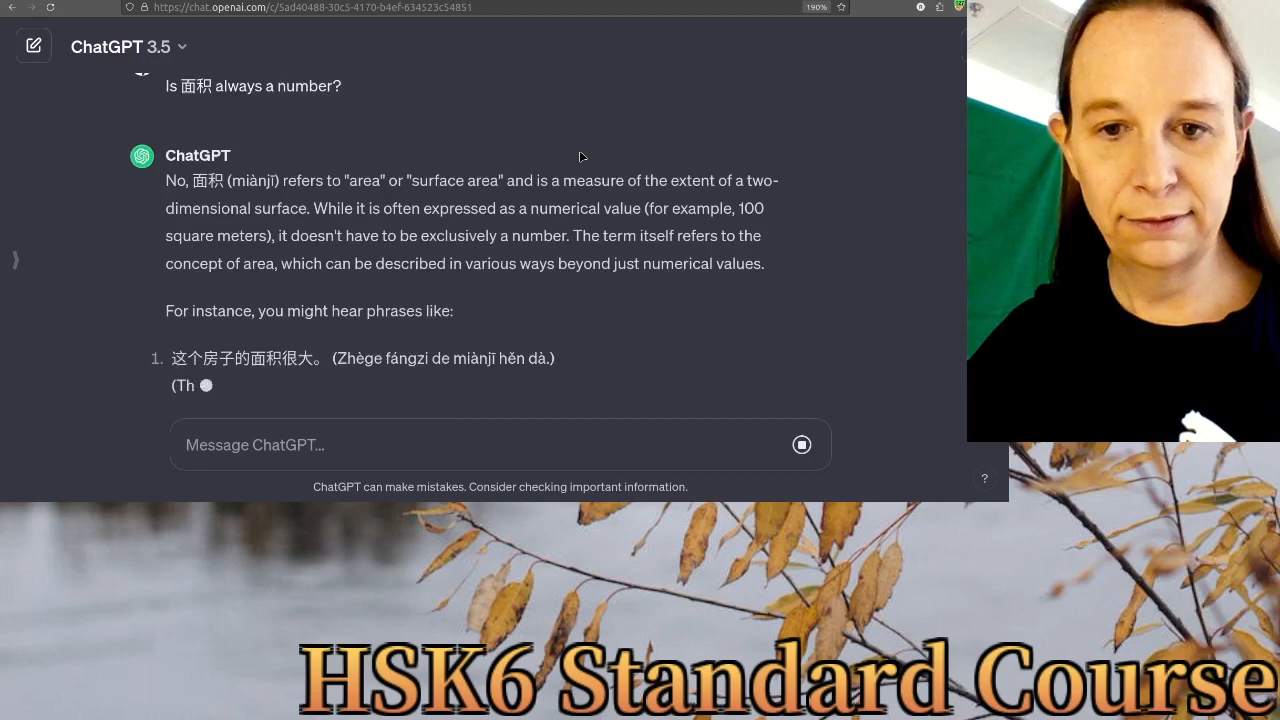 https://chat.openai.com/c/5ad40488-30c5-4170-b4ef-634523c54851
190%
ChatGPT 3.5
Is 面积 always a number?
ChatGPT
No, 面积 (miànjī) refers to "area" or "surface area" and is a measure of the extent of a two-
dimensional surface. While it is often expressed as a numerical value (for example, 100
square meters), it doesn't have to be exclusively a number. The term itself refers to the
concept of area, which can be described in various ways beyond just numerical values.
For instance, you might hear phrases like:
1. 这个房子的面积很大。 (Zhège fángzi de miànjī hěn dà.)
(Th
Message ChatGPT...
ChatGPT can make mistakes. Consider checking important information.
?
HSK6 Standard Course